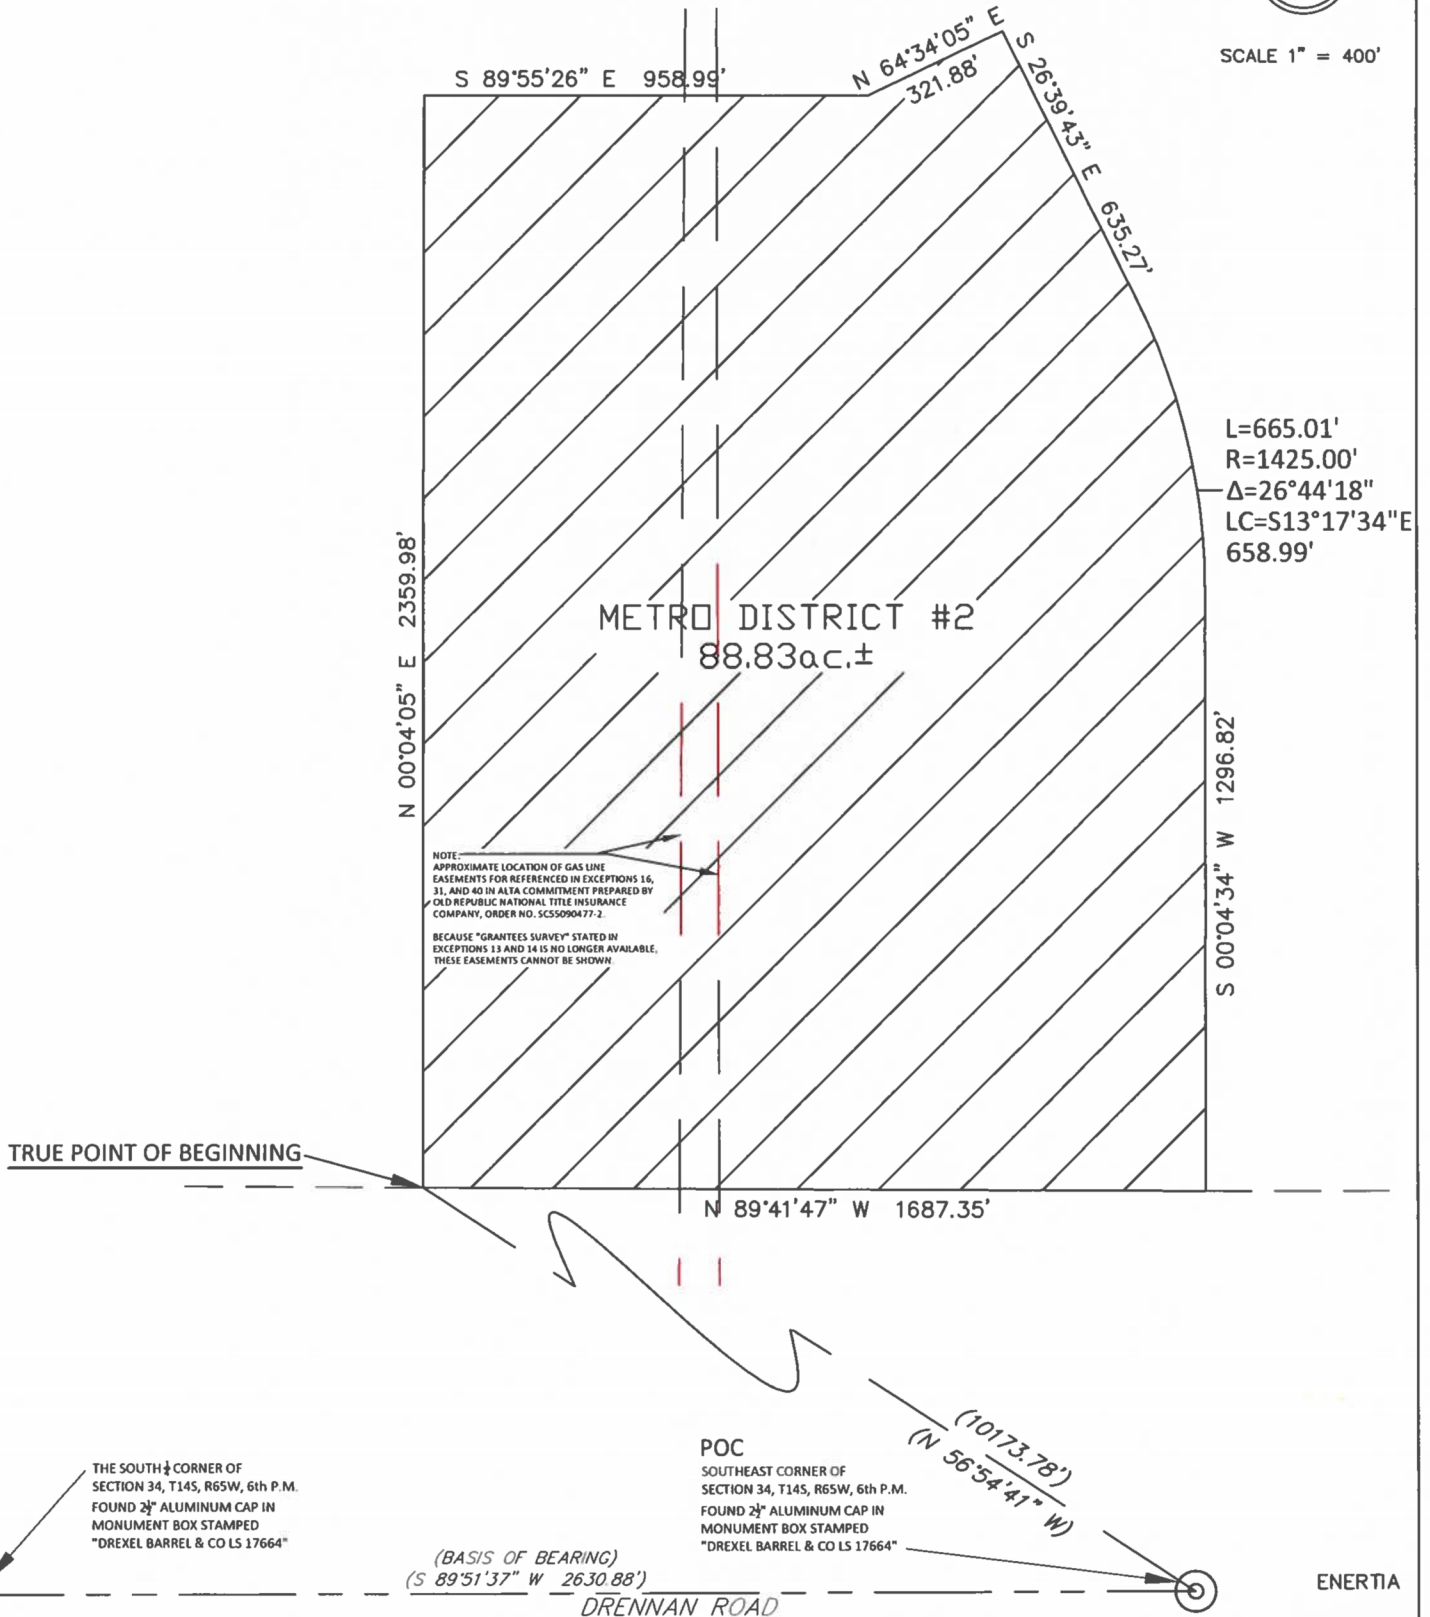 SCALE 1" = 400'
S 89°55'26" E 958.99'
N 64°34'05" E
321.88'
S 26°39'43" E 635.27'
L=665.01'
R=1425.00'
Δ=26°44'18"
LC=S13°17'34"E
658.99'
N 00°04'05" E 2359.98'
METRO DISTRICT #2
88.83ac.±
S 00°04'34" W 1296.82'
NOTE:
APPROXIMATE LOCATION OF GAS LINE
EASEMENTS FOR REFERENCED IN EXCEPTIONS 16,
31, AND 40 IN ALTA COMMITMENT PREPARED BY
OLD REPUBLIC NATIONAL TITLE INSURANCE
COMPANY, ORDER NO. SC55090477-2.
BECAUSE "GRANTEES SURVEY" STATED IN
EXCEPTIONS 13 AND 14 IS NO LONGER AVAILABLE,
THESE EASEMENTS CANNOT BE SHOWN.
TRUE POINT OF BEGINNING
N 89°41'47" W 1687.35'
(10173.78')
(N 56°54'41" W)
THE SOUTH ¼ CORNER OF
SECTION 34, T14S, R65W, 6th P.M.
FOUND 2½" ALUMINUM CAP IN
MONUMENT BOX STAMPED
"DREXEL BARREL & CO LS 17664"
POC
SOUTHEAST CORNER OF
SECTION 34, T14S, R65W, 6th P.M.
FOUND 2½" ALUMINUM CAP IN
MONUMENT BOX STAMPED
"DREXEL BARREL & CO LS 17664"
(BASIS OF BEARING)
(S 89°51'37" W 2630.88')
DRENNAN ROAD
ENERTIA